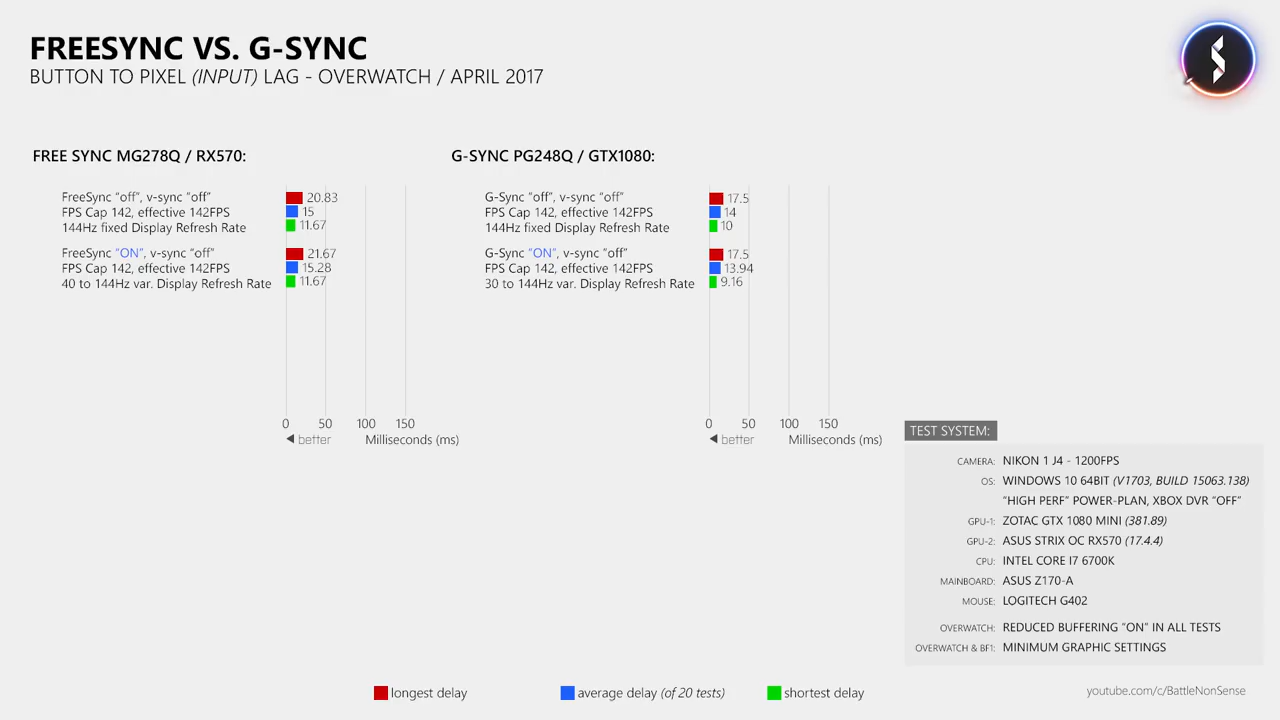 FREESYNC VS. G-SYNC
BUTTON TO PIXEL (INPUT) LAG - OVERWATCH / APRIL 2017
FREE SYNC MG278Q / RX570:
FreeSync “off”, v-sync “off”
FPS Cap 142, effective 142FPS
144Hz fixed Display Refresh Rate
20.83
15
11.67
FreeSync “ON”, v-sync “off”
FPS Cap 142, effective 142FPS
40 to 144Hz var. Display Refresh Rate
21.67
15.28
11.67
0 50 100 150
better Milliseconds (ms)
G-SYNC PG248Q / GTX1080:
G-Sync “off”, v-sync “off”
FPS Cap 142, effective 142FPS
144Hz fixed Display Refresh Rate
17.5
14
10
G-Sync “ON”, v-sync “off”
FPS Cap 142, effective 142FPS
30 to 144Hz var. Display Refresh Rate
17.5
13.94
9.16
0 50 100 150
better Milliseconds (ms)
TEST SYSTEM:
CAMERA: NIKON 1 J4 - 1200FPS
OS: WINDOWS 10 64BIT (V1703, BUILD 15063.138)
“HIGH PERF” POWER-PLAN, XBOX DVR “OFF”
GPU-1: ZOTAC GTX 1080 MINI (381.89)
GPU-2: ASUS STRIX OC RX570 (17.4.4)
CPU: INTEL CORE I7 6700K
MAINBOARD: ASUS Z170-A
MOUSE: LOGITECH G402
OVERWATCH: REDUCED BUFFERING “ON” IN ALL TESTS
OVERWATCH & BF1: MINIMUM GRAPHIC SETTINGS
longest delay
average delay (of 20 tests)
shortest delay
youtube.com/c/BattleNonSense